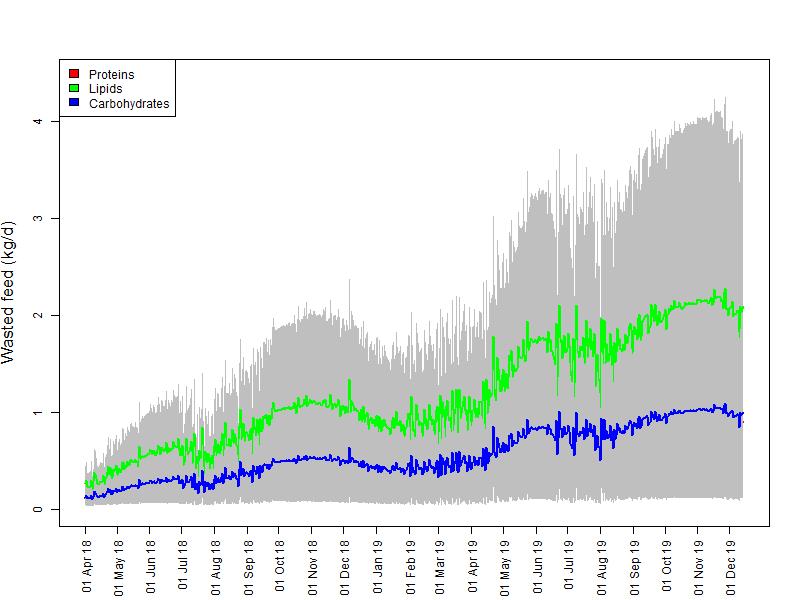 Proteins
Lipids
Carbohydrates
Wasted feed (kg/d)
4
3
2
1
0
01 Apr 18
01 May 18
01 Jun 18
01 Jul 18
01 Aug 18
01 Sep 18
01 Oct 18
01 Nov 18
01 Dec 18
01 Jan 19
01 Feb 19
01 Mar 19
01 Apr 19
01 May 19
01 Jun 19
01 Jul 19
01 Aug 19
01 Sep 19
01 Oct 19
01 Nov 19
01 Dec 19